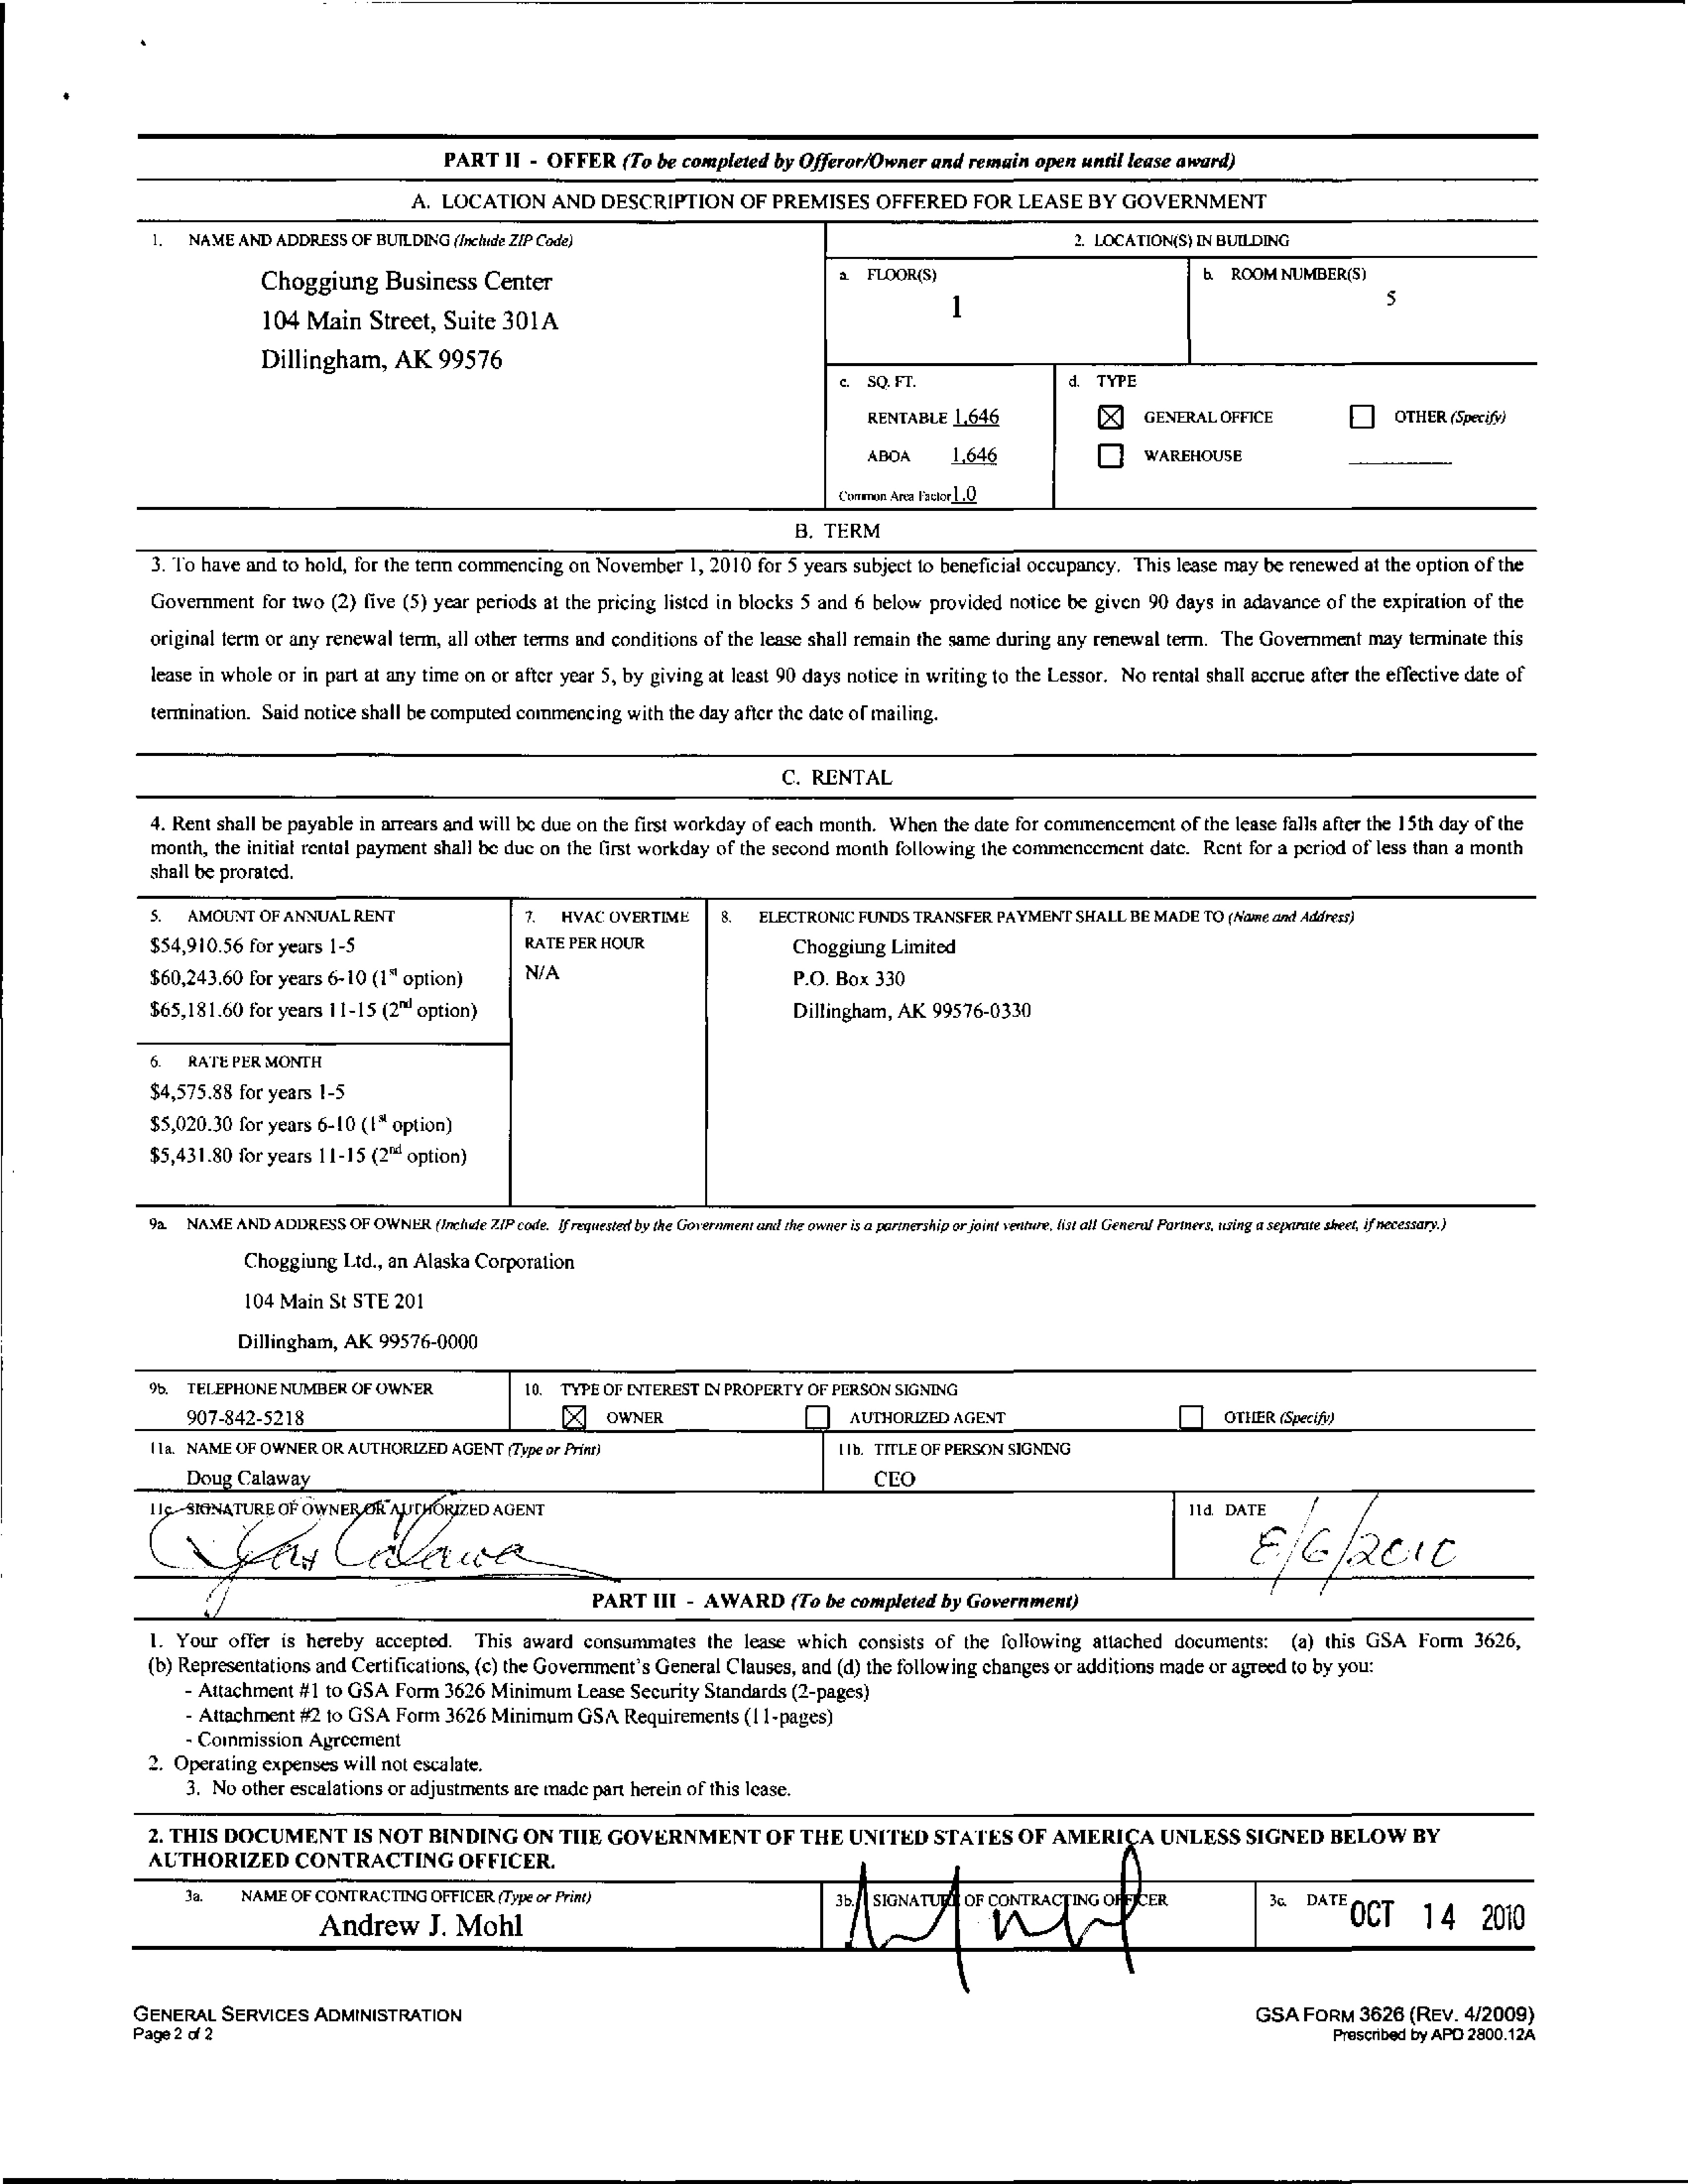 PART II - OFFER (To be completed by Offeror/Owner and remain open until lease award)
A. LOCATION AND DESCRIPTION OF PREMISES OFFERED FOR LEASE BY GOVERNMENT
1. NAME AND ADDRESS OF BUILDING (Include ZIP Code)
Choggiung Business Center
104 Main Street, Suite 301A
Dillingham, AK 99576
2. LOCATION(S) IN BUILDING
a. FLOOR(S)
1
b. ROOM NUMBER(S)
5
c. SQ. FT.
RENTABLE 1,646
ABOA 1,646
Common Area Factor 1.0
d. TYPE
☒ GENERAL OFFICE
☐ OTHER (Specify)
☐ WAREHOUSE
B. TERM
3. To have and to hold, for the term commencing on November 1, 2010 for 5 years subject to beneficial occupancy. This lease may be renewed at the option of the
Government for two (2) five (5) year periods at the pricing listed in blocks 5 and 6 below provided notice be given 90 days in adavance of the expiration of the
original term or any renewal term, all other terms and conditions of the lease shall remain the same during any renewal term. The Government may terminate this
lease in whole or in part at any time on or after year 5, by giving at least 90 days notice in writing to the Lessor. No rental shall accrue after the effective date of
termination. Said notice shall be computed commencing with the day after the date of mailing.
C. RENTAL
4. Rent shall be payable in arrears and will be due on the first workday of each month. When the date for commencement of the lease falls after the 15th day of the
month, the initial rental payment shall be due on the first workday of the second month following the commencement date. Rent for a period of less than a month
shall be prorated.
5. AMOUNT OF ANNUAL RENT
$54,910.56 for years 1-5
$60,243.60 for years 6-10 (1st option)
$65,181.60 for years 11-15 (2nd option)
6. RATE PER MONTH
$4,575.88 for years 1-5
$5,020.30 for years 6-10 (1st option)
$5,431.80 for years 11-15 (2nd option)
7. HVAC OVERTIME
RATE PER HOUR
N/A
8. ELECTRONIC FUNDS TRANSFER PAYMENT SHALL BE MADE TO (Name and Address)
Choggiung Limited
P.O. Box 330
Dillingham, AK 99576-0330
9a. NAME AND ADDRESS OF OWNER (Include ZIP code. If requested by the Government and the owner is a partnership or joint venture, list all General Partners, using a separate sheet, if necessary.)
Choggiung Ltd., an Alaska Corporation
104 Main St STE 201
Dillingham, AK 99576-0000
9b. TELEPHONE NUMBER OF OWNER
907-842-5218
10. TYPE OF INTEREST IN PROPERTY OF PERSON SIGNING
☒ OWNER
☐ AUTHORIZED AGENT
☐ OTHER (Specify)
11a. NAME OF OWNER OR AUTHORIZED AGENT (Type or Print)
Doug Calaway
11b. TITLE OF PERSON SIGNING
CEO
11c. SIGNATURE OF OWNER OR AUTHORIZED AGENT
11d. DATE
8/6/2010
PART III - AWARD (To be completed by Government)
1. Your offer is hereby accepted. This award consummates the lease which consists of the following attached documents: (a) this GSA Form 3626,
(b) Representations and Certifications, (c) the Government's General Clauses, and (d) the following changes or additions made or agreed to by you:
- Attachment #1 to GSA Form 3626 Minimum Lease Security Standards (2-pages)
- Attachment #2 to GSA Form 3626 Minimum GSA Requirements (11-pages)
- Commission Agreement
2. Operating expenses will not escalate.
3. No other escalations or adjustments are made part herein of this lease.
2. THIS DOCUMENT IS NOT BINDING ON THE GOVERNMENT OF THE UNITED STATES OF AMERICA UNLESS SIGNED BELOW BY
AUTHORIZED CONTRACTING OFFICER.
3a. NAME OF CONTRACTING OFFICER (Type or Print)
Andrew J. Mohl
3b. SIGNATURE OF CONTRACTING OFFICER
3c. DATE OCT 14 2010
GENERAL SERVICES ADMINISTRATION
Page 2 of 2
GSA FORM 3626 (REV. 4/2009)
Prescribed by APD 2800.12A